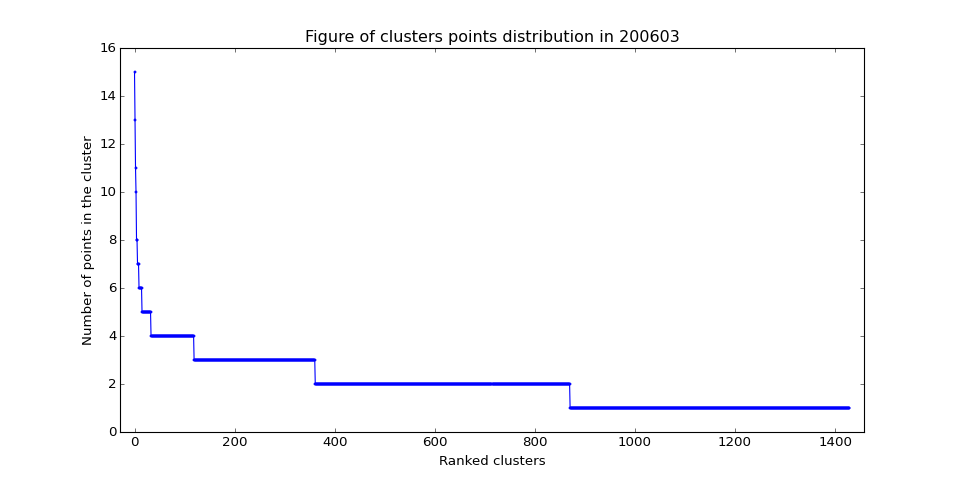 Figure of clusters points distribution in 200603
Number of points in the cluster
16
14
12
10
8
6
4
2
0
0 200 400 600 800 1000 1200 1400
Ranked clusters